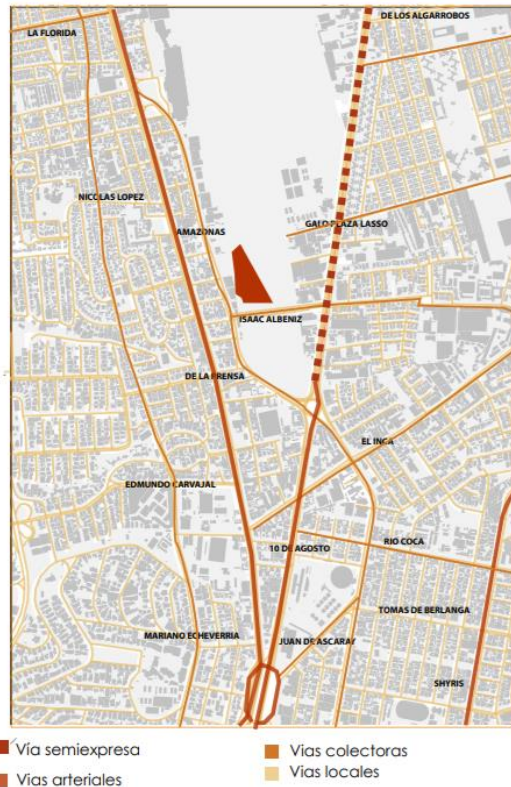 DE LOS ALGARROBOS
LA FLORIDA
NICOLAS LOPEZ
GALO PLAZA LASSO
AMAZONAS
ISAAC ALBENIZ
DE LA PRENSA
EL INCA
EDMUNDO CARVAJAL
RIO COCA
10 DE AGOSTO
TOMAS DE BERLANGA
MARIANO ECHEVERRIA
JUAN DE ASCARAY
SHYRIS
Vía semiexpresa
Vias colectoras
Vias arteriales
Vias locales